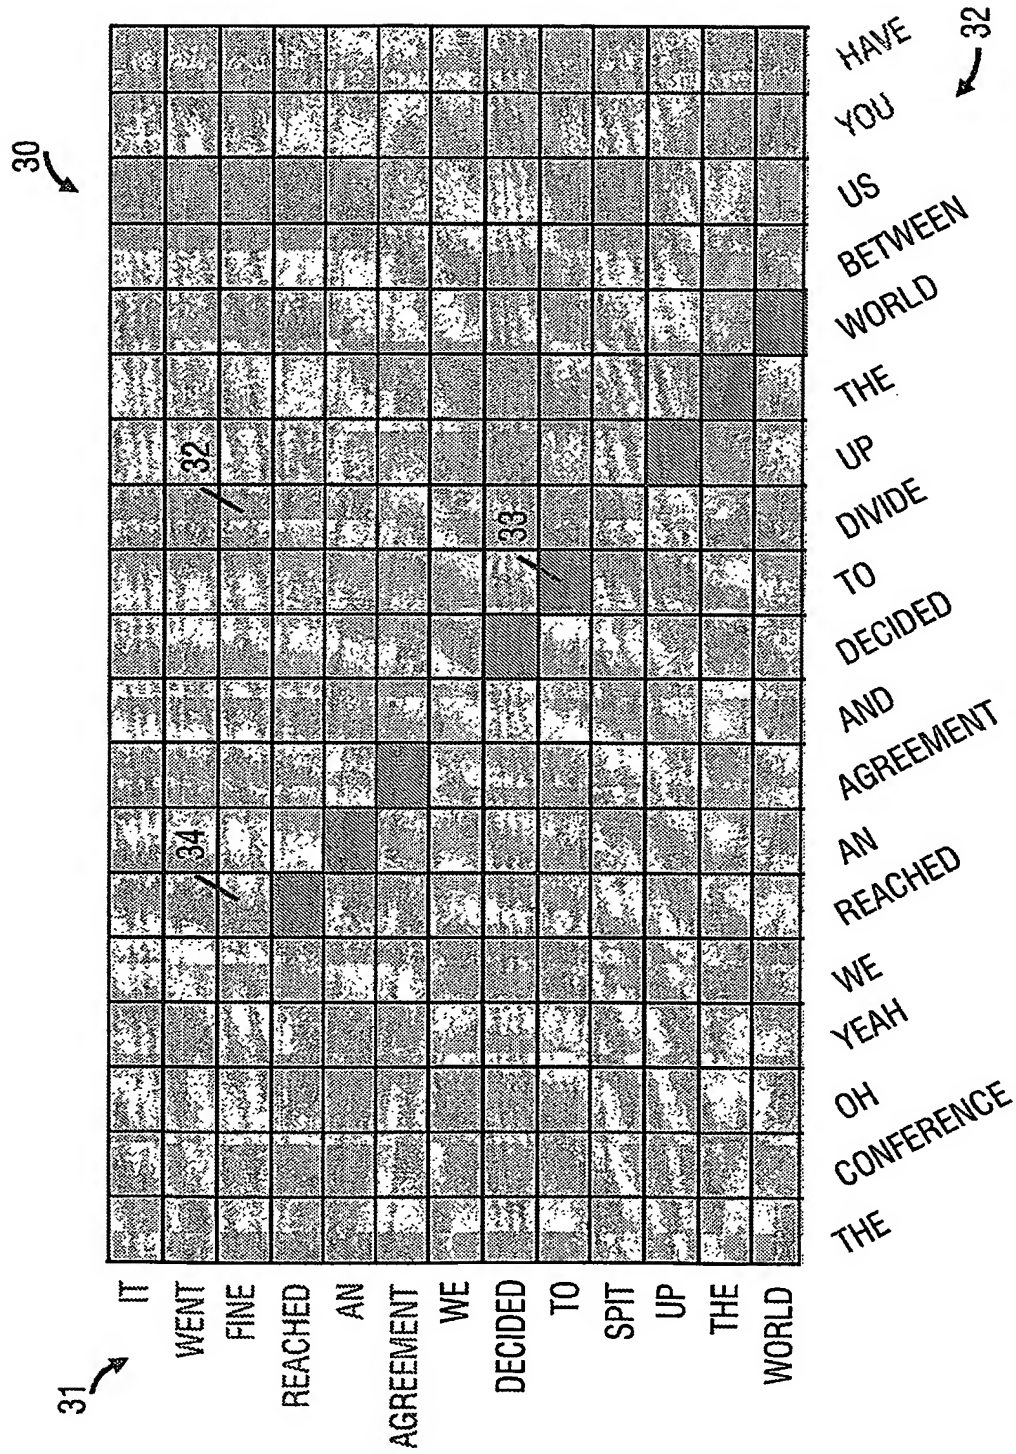 30
31
32
32
33
34
IT
WENT
FINE
REACHED
AN
AGREEMENT
WE
DECIDED
TO
SPIT
UP
THE
WORLD
THE
CONFERENCE
OH
YEAH
WE
REACHED
AN
AGREEMENT
AND
DECIDED
TO
DIVIDE
UP
THE
WORLD
BETWEEN
US
YOU
HAVE